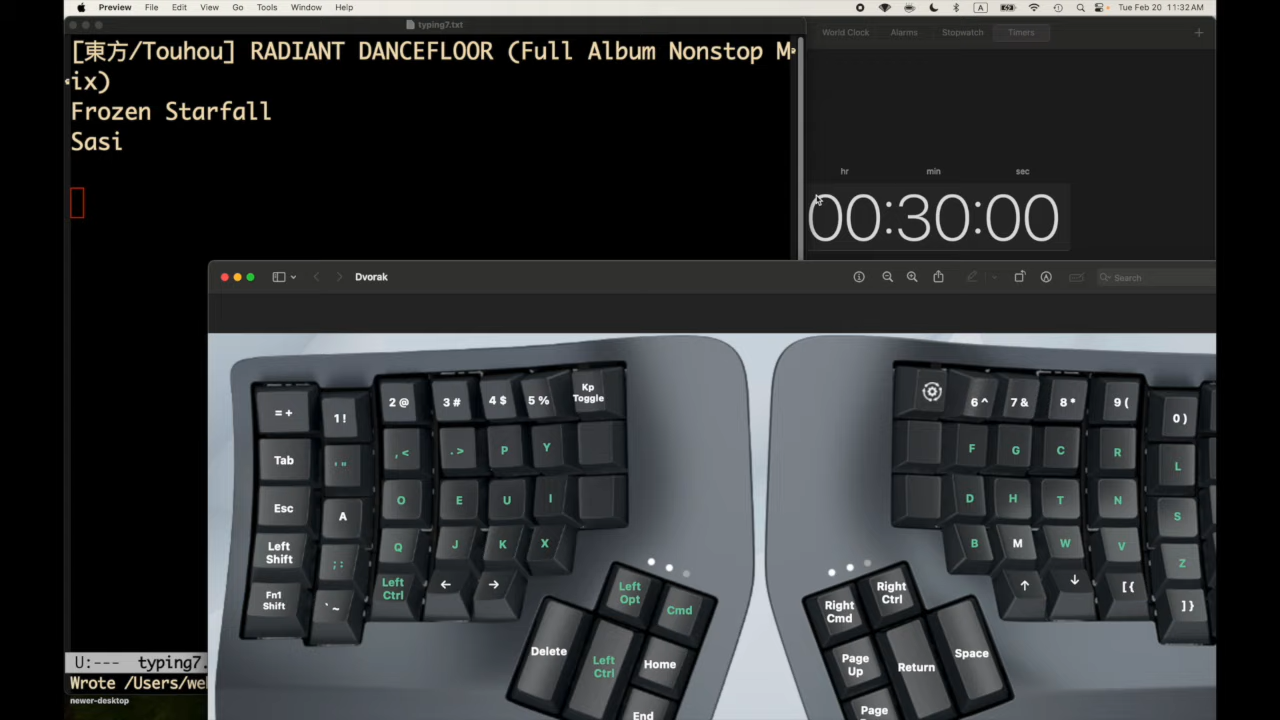 Preview File Edit View Go Tools Window Help
A
Tue Feb 20 11:32 AM
typing7.txt
[東方/Touhou] RADIANT DANCEFLOOR (Full Album Nonstop M
ix)
Frozen Starfall
Sasi
World Clock Alarms Stopwatch Timers
hr min sec
00:30:00
Dvorak
Search
= + 1 ! 2 @ 3 # 4 $ 5 % Kp Toggle
6 ^ 7 & 8 * 9 ( 0 )
Tab ' " , < . > P Y
F G C R L
Esc A O E U I
D H T N S
Left Shift ; : Q J K X
B M W V Z
Fn1 Shift ` ~ Left Ctrl ← →
↑ ↓ [ { ] }
Left Opt Cmd
Right Cmd Right Ctrl
Delete Left Ctrl Home
End
Page Up Return Space
Page
U:--- typing7.
Wrote /Users/we
newer-desktop